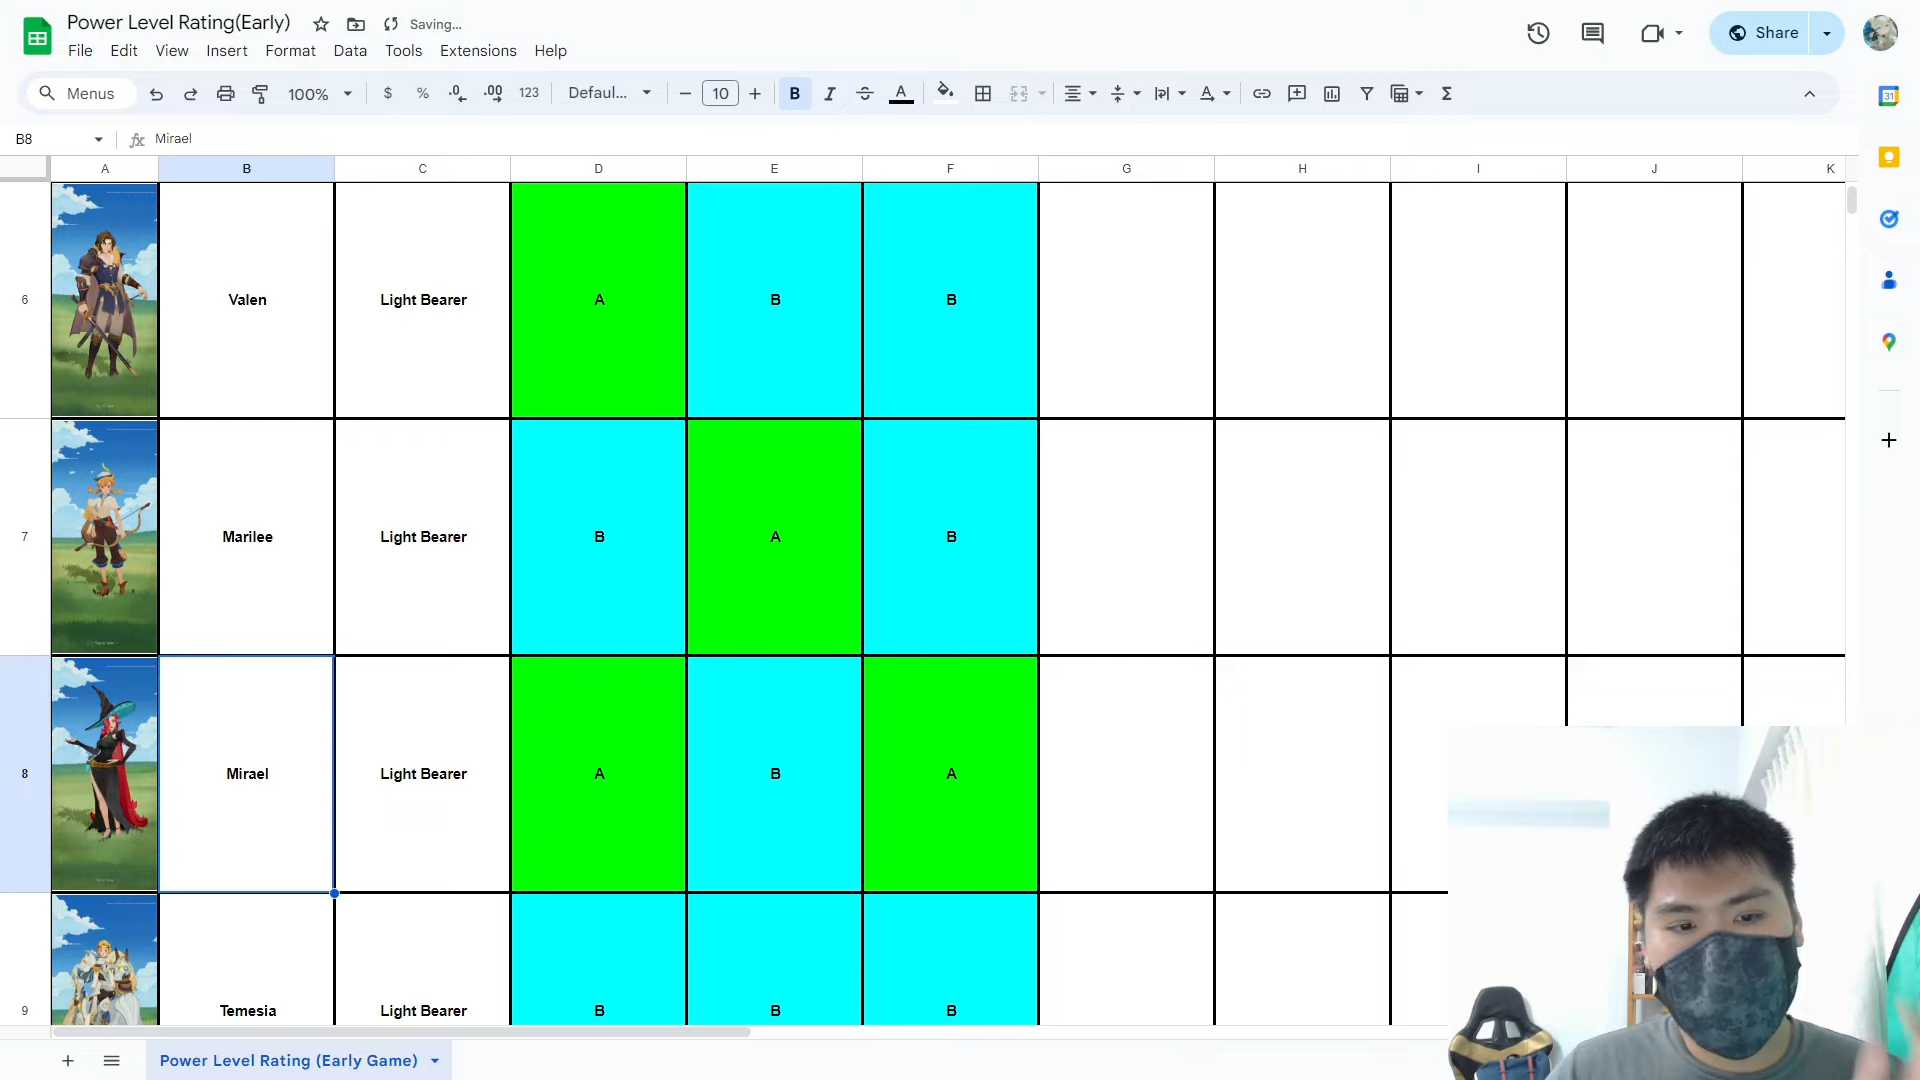 Power Level Rating(Early)
Saving...
File Edit View Insert Format Data Tools Extensions Help
Share
Menus
100%
$ % .0 .00 123
Defaul...
10
B I A
B8
Mirael
A B C D E F G H I J K
6 Valen Light Bearer A B B
7 Marilee Light Bearer B A B
8 Mirael Light Bearer A B A
9 Temesia Light Bearer B B B
Power Level Rating (Early Game)
31